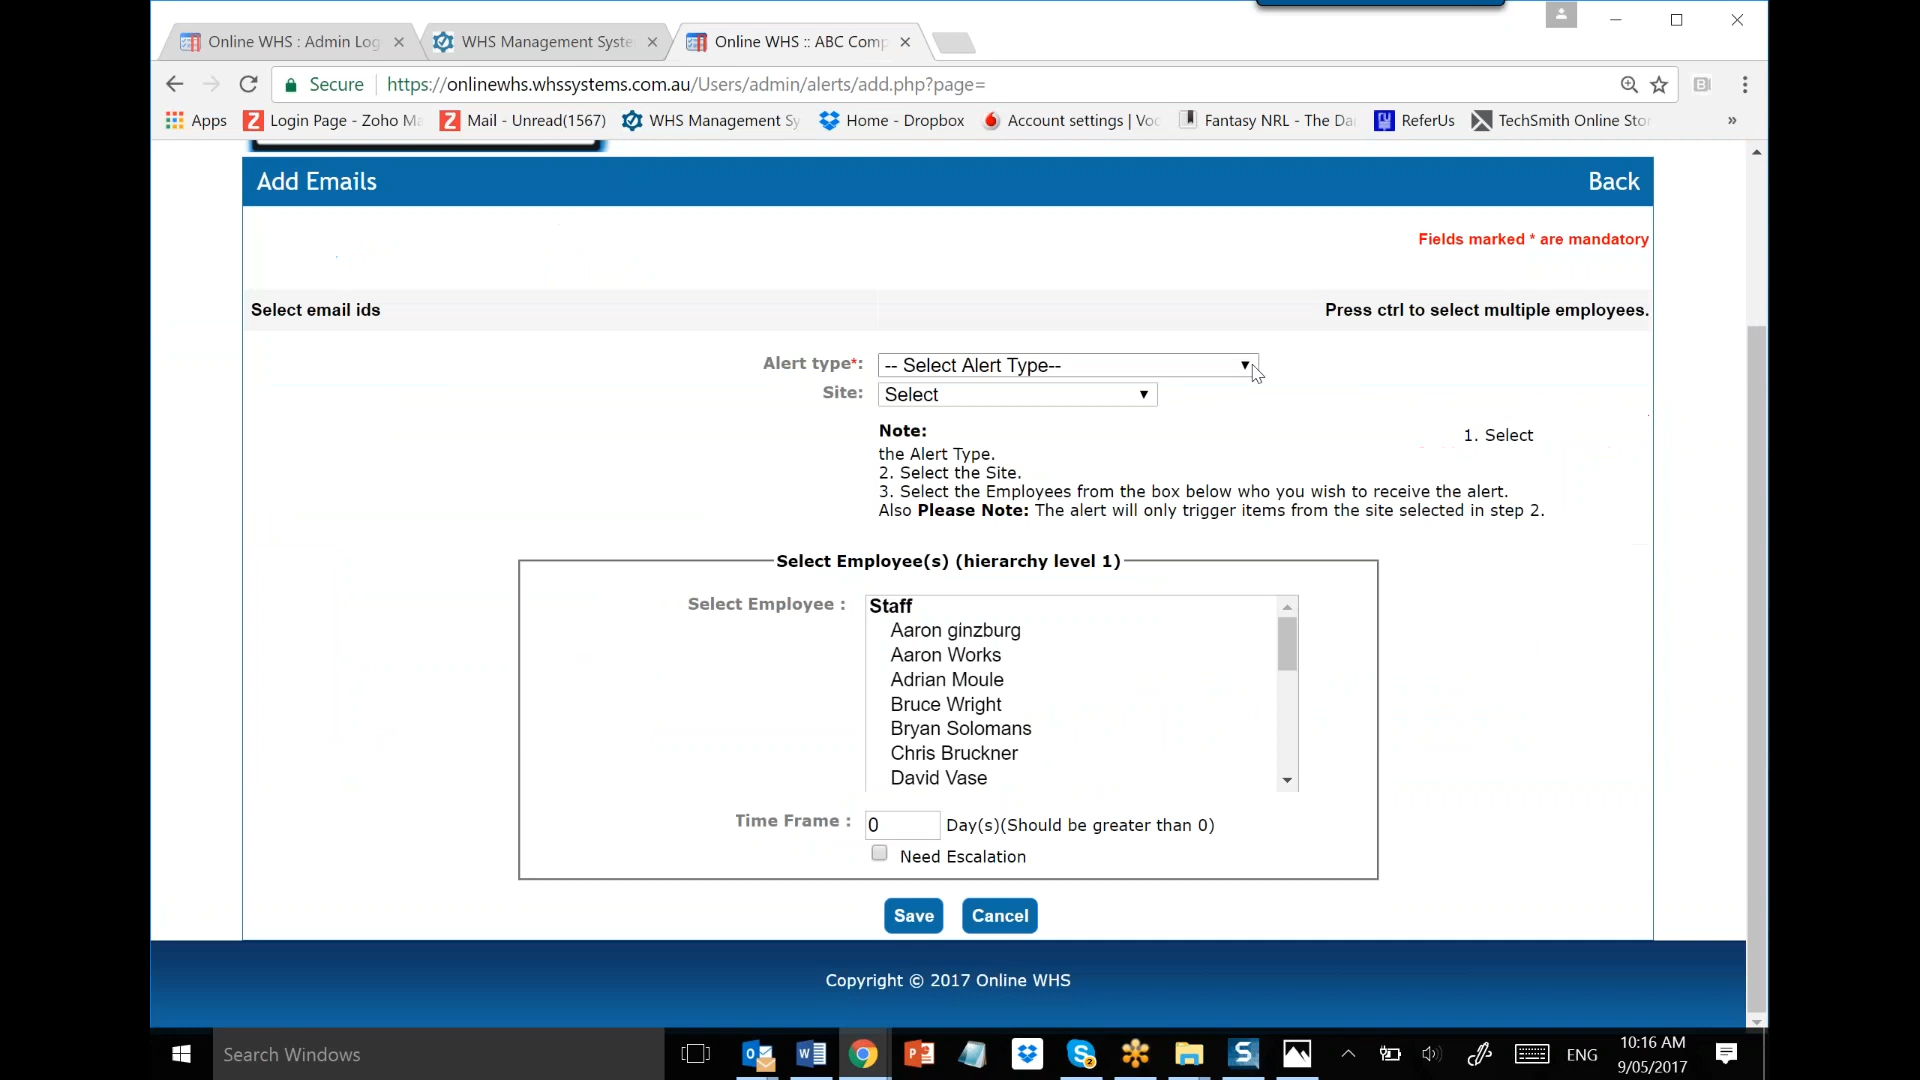 Online WHS : Admin Log
WHS Management Syste
Online WHS :: ABC Comp
Secure
https://onlinewhs.whssystems.com.au/Users/admin/alerts/add.php?page=
Apps
Login Page - Zoho Ma
Mail - Unread(1567)
WHS Management Sy
Home - Dropbox
Account settings | Voc
Fantasy NRL - The Da
ReferUs
TechSmith Online Stor
»
Add Emails
Back
Fields marked * are mandatory
Select email ids
Press ctrl to select multiple employees.
Alert type*:
-- Select Alert Type--
Site:
Select
Note:
1. Select
the Alert Type.
2. Select the Site.
3. Select the Employees from the box below who you wish to receive the alert.
Also Please Note: The alert will only trigger items from the site selected in step 2.
Select Employee(s) (hierarchy level 1)
Select Employee :
Staff
Aaron ginzburg
Aaron Works
Adrian Moule
Bruce Wright
Bryan Solomans
Chris Bruckner
David Vase
Time Frame :
0
Day(s)(Should be greater than 0)
Need Escalation
Save
Cancel
Copyright © 2017 Online WHS
Search Windows
ENG
10:16 AM
9/05/2017